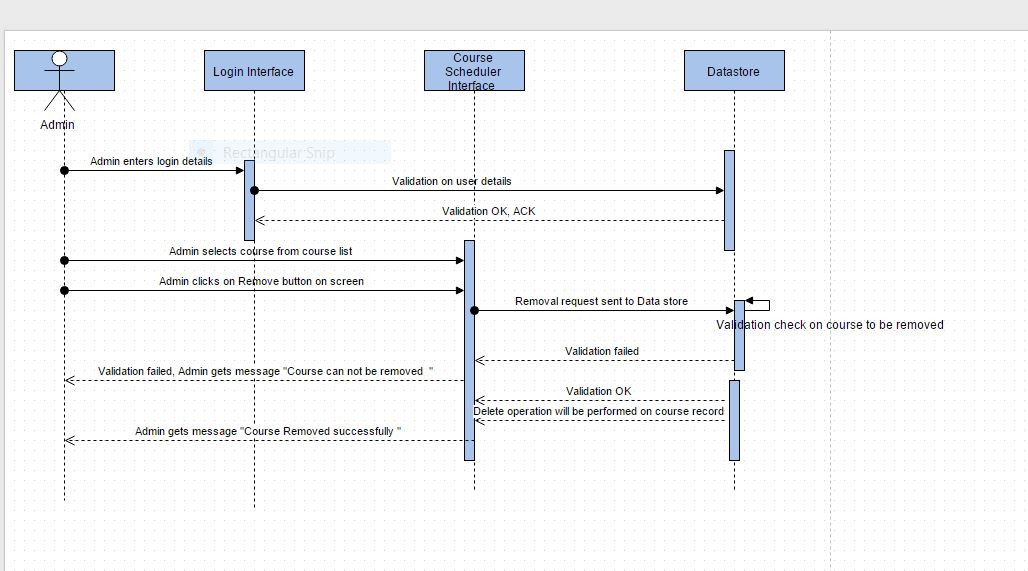 Login Interface
Course
Scheduler
Interface
Datastore
Admin
Rectangular Snip
Admin enters login details
Validation on user details
Validation OK, ACK
Admin selects course from course list
Admin clicks on Remove button on screen
Removal request sent to Data store
Validation check on course to be removed
Validation failed
Validation failed, Admin gets message "Course can not be removed "
Validation OK
Delete operation will be performed on course record
Admin gets message "Course Removed successfully "